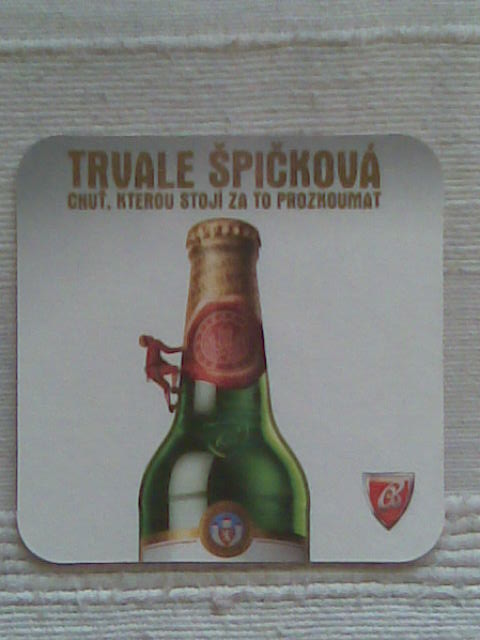 TRVALE ŠPIČKOVÁ
CHUŤ, KTEROU STOJÍ ZA TO PROZKOUMAT